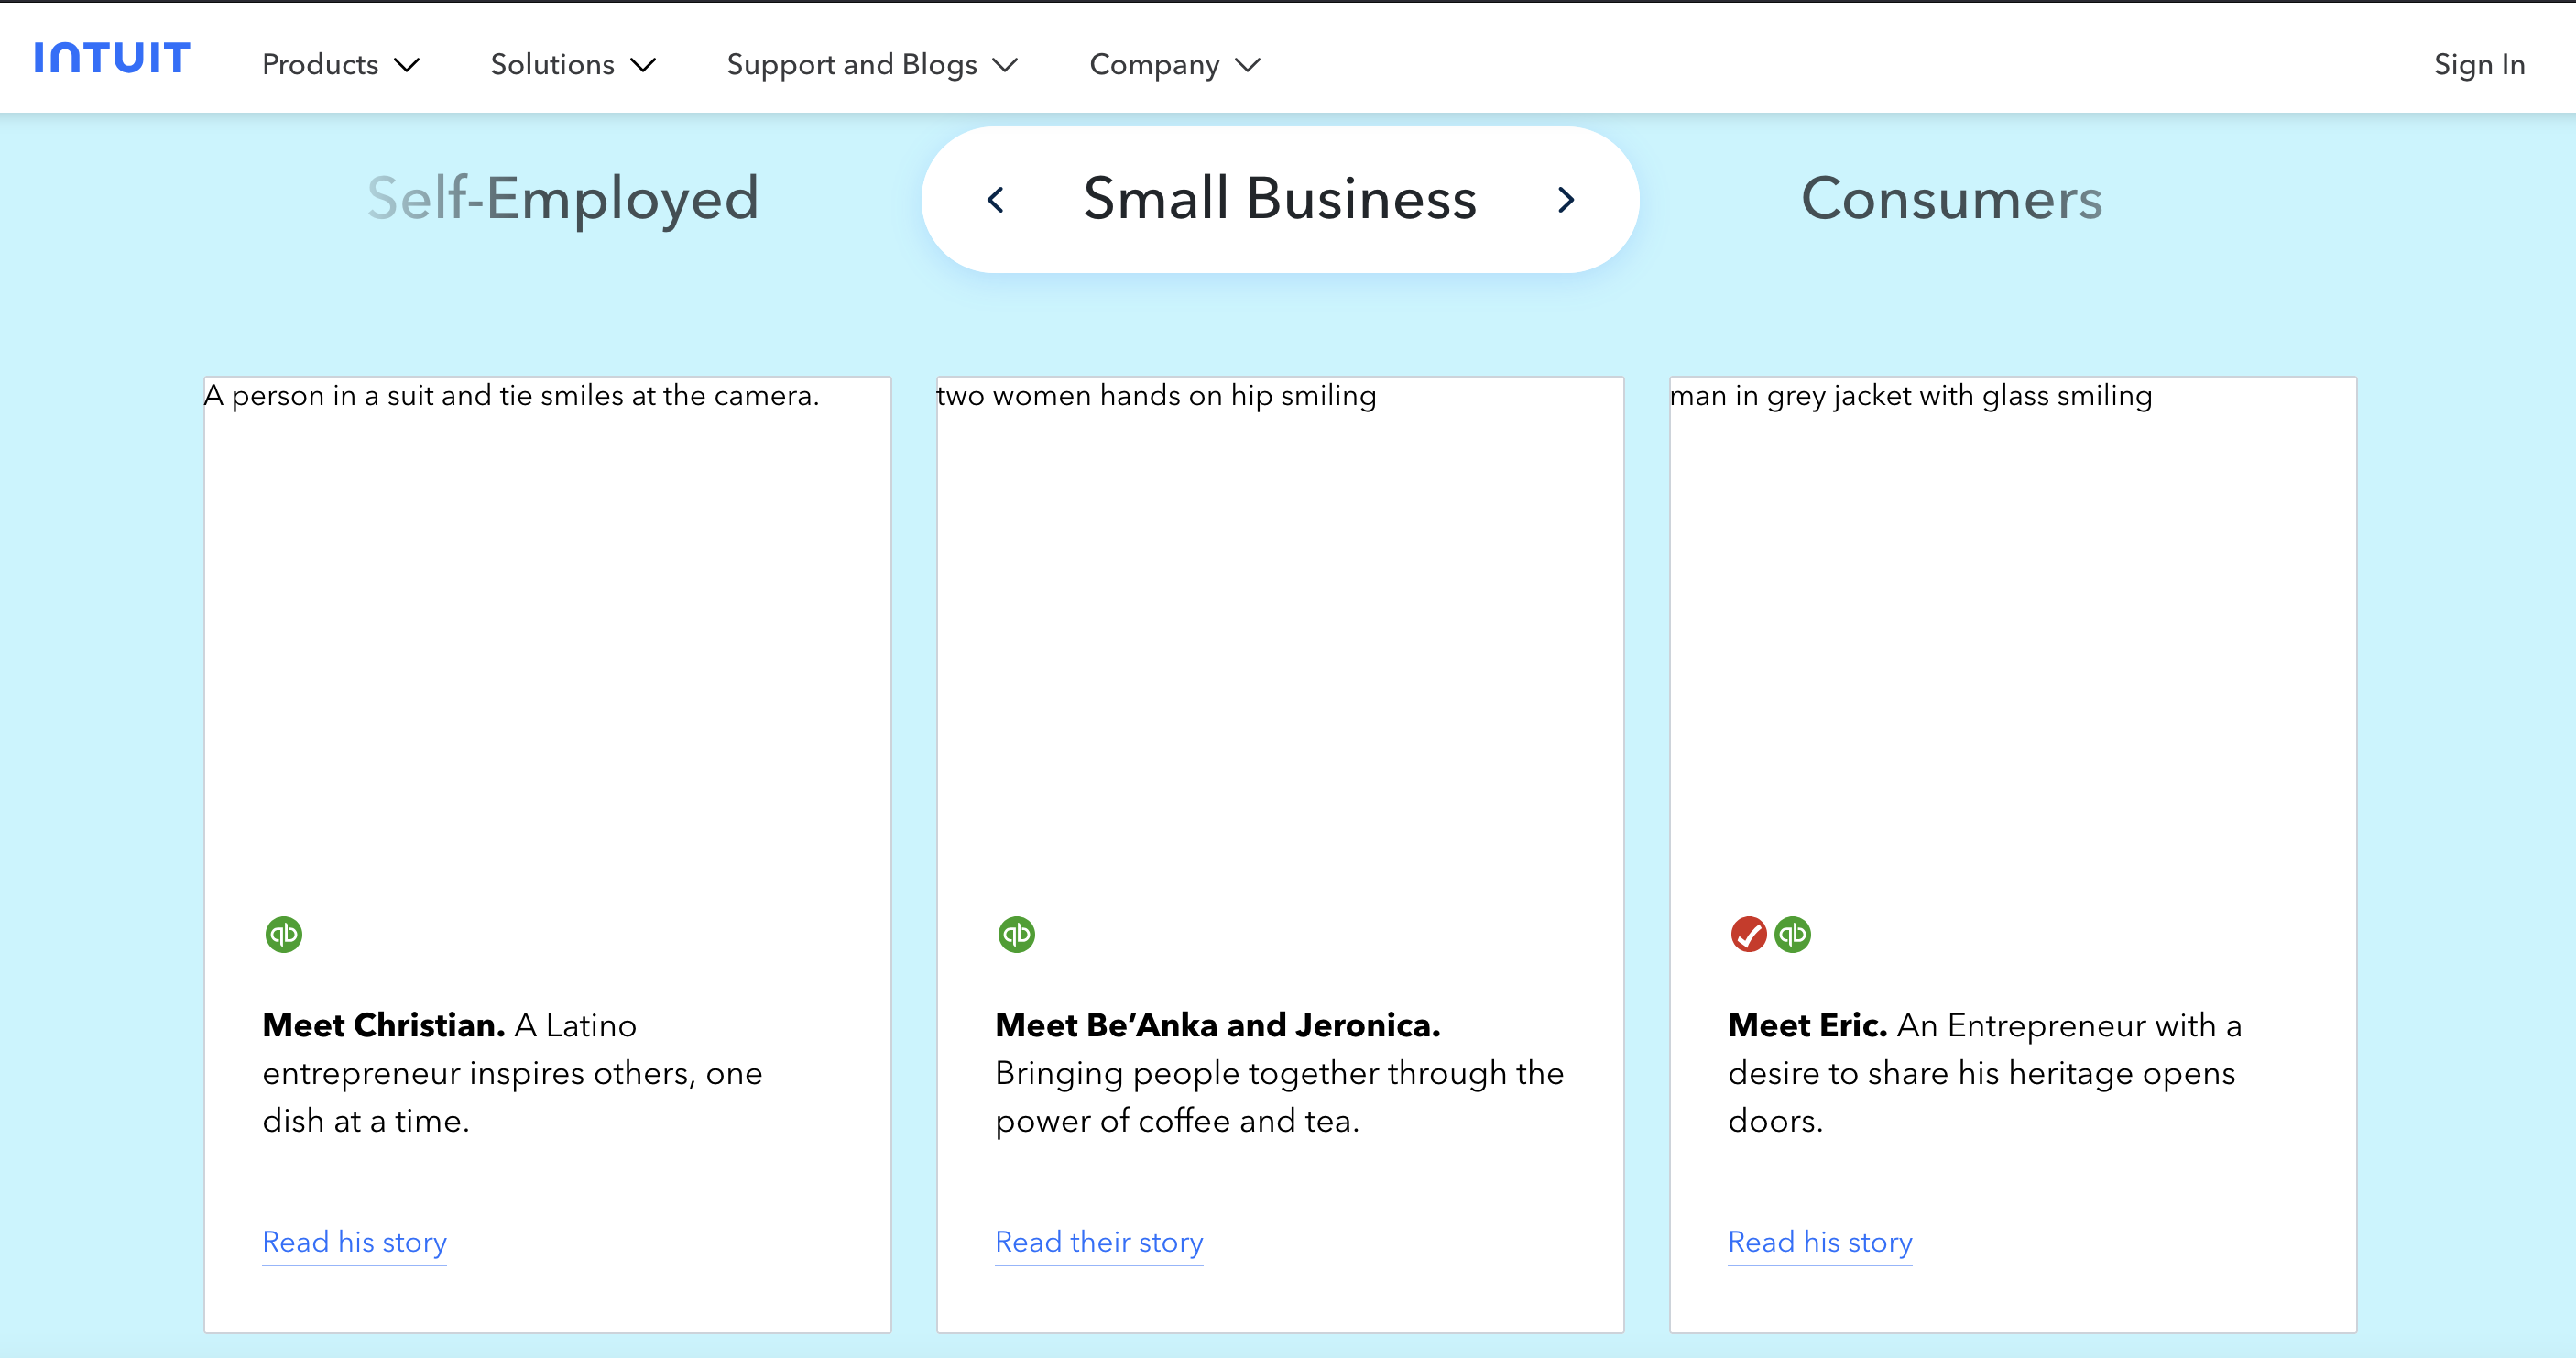 INTUIT
Products
Solutions
Support and Blogs
Company
Sign In
Self-Employed
Small Business
Consumers
A person in a suit and tie smiles at the camera.
qb
Meet Christian. A Latino
entrepreneur inspires others, one
dish at a time.
Read his story
two women hands on hip smiling
qb
Meet Be’Anka and Jeronica.
Bringing people together through the
power of coffee and tea.
Read their story
man in grey jacket with glass smiling
qb
Meet Eric. An Entrepreneur with a
desire to share his heritage opens
doors.
Read his story